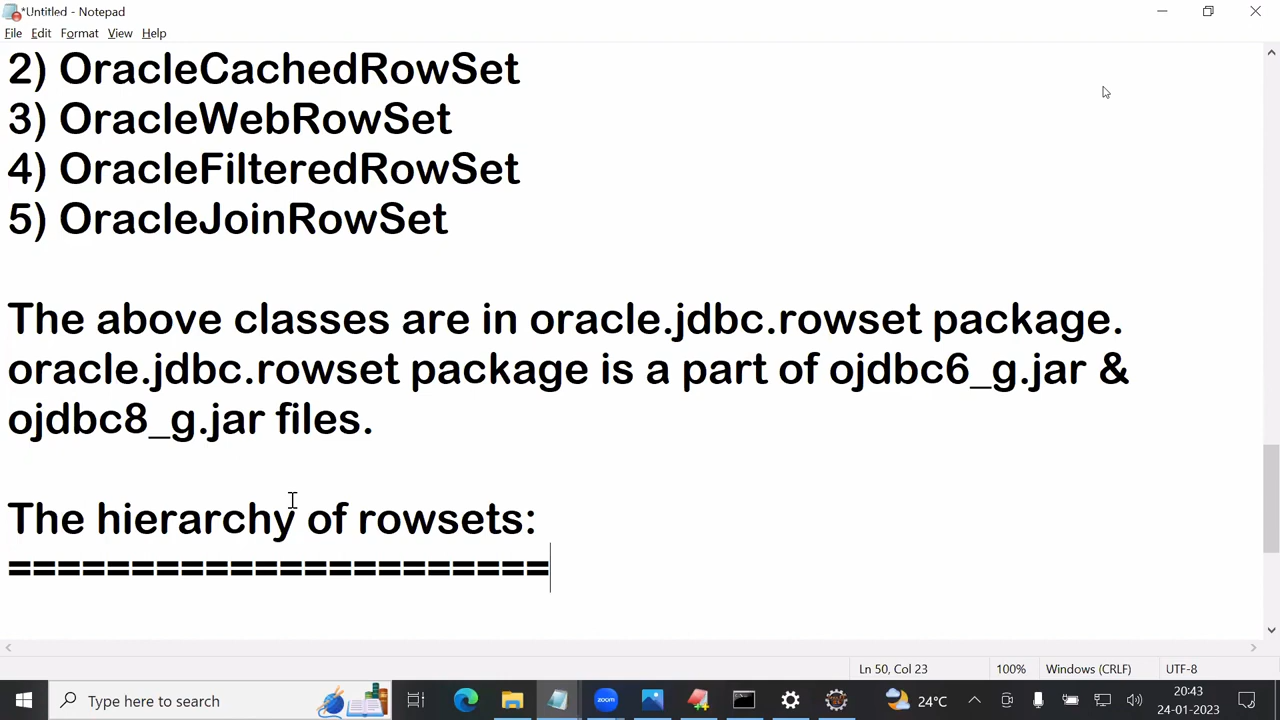 *Untitled - Notepad
File Edit Format View Help
2) OracleCachedRowSet
3) OracleWebRowSet
4) OracleFilteredRowSet
5) OracleJoinRowSet
The above classes are in oracle.jdbc.rowset package.
oracle.jdbc.rowset package is a part of ojdbc6_g.jar &
ojdbc8_g.jar files.
The hierarchy of rowsets:
======================
Ln 50, Col 23 100% Windows (CRLF) UTF-8
Type here to search zoom 24°C 20:43
24-01-2023